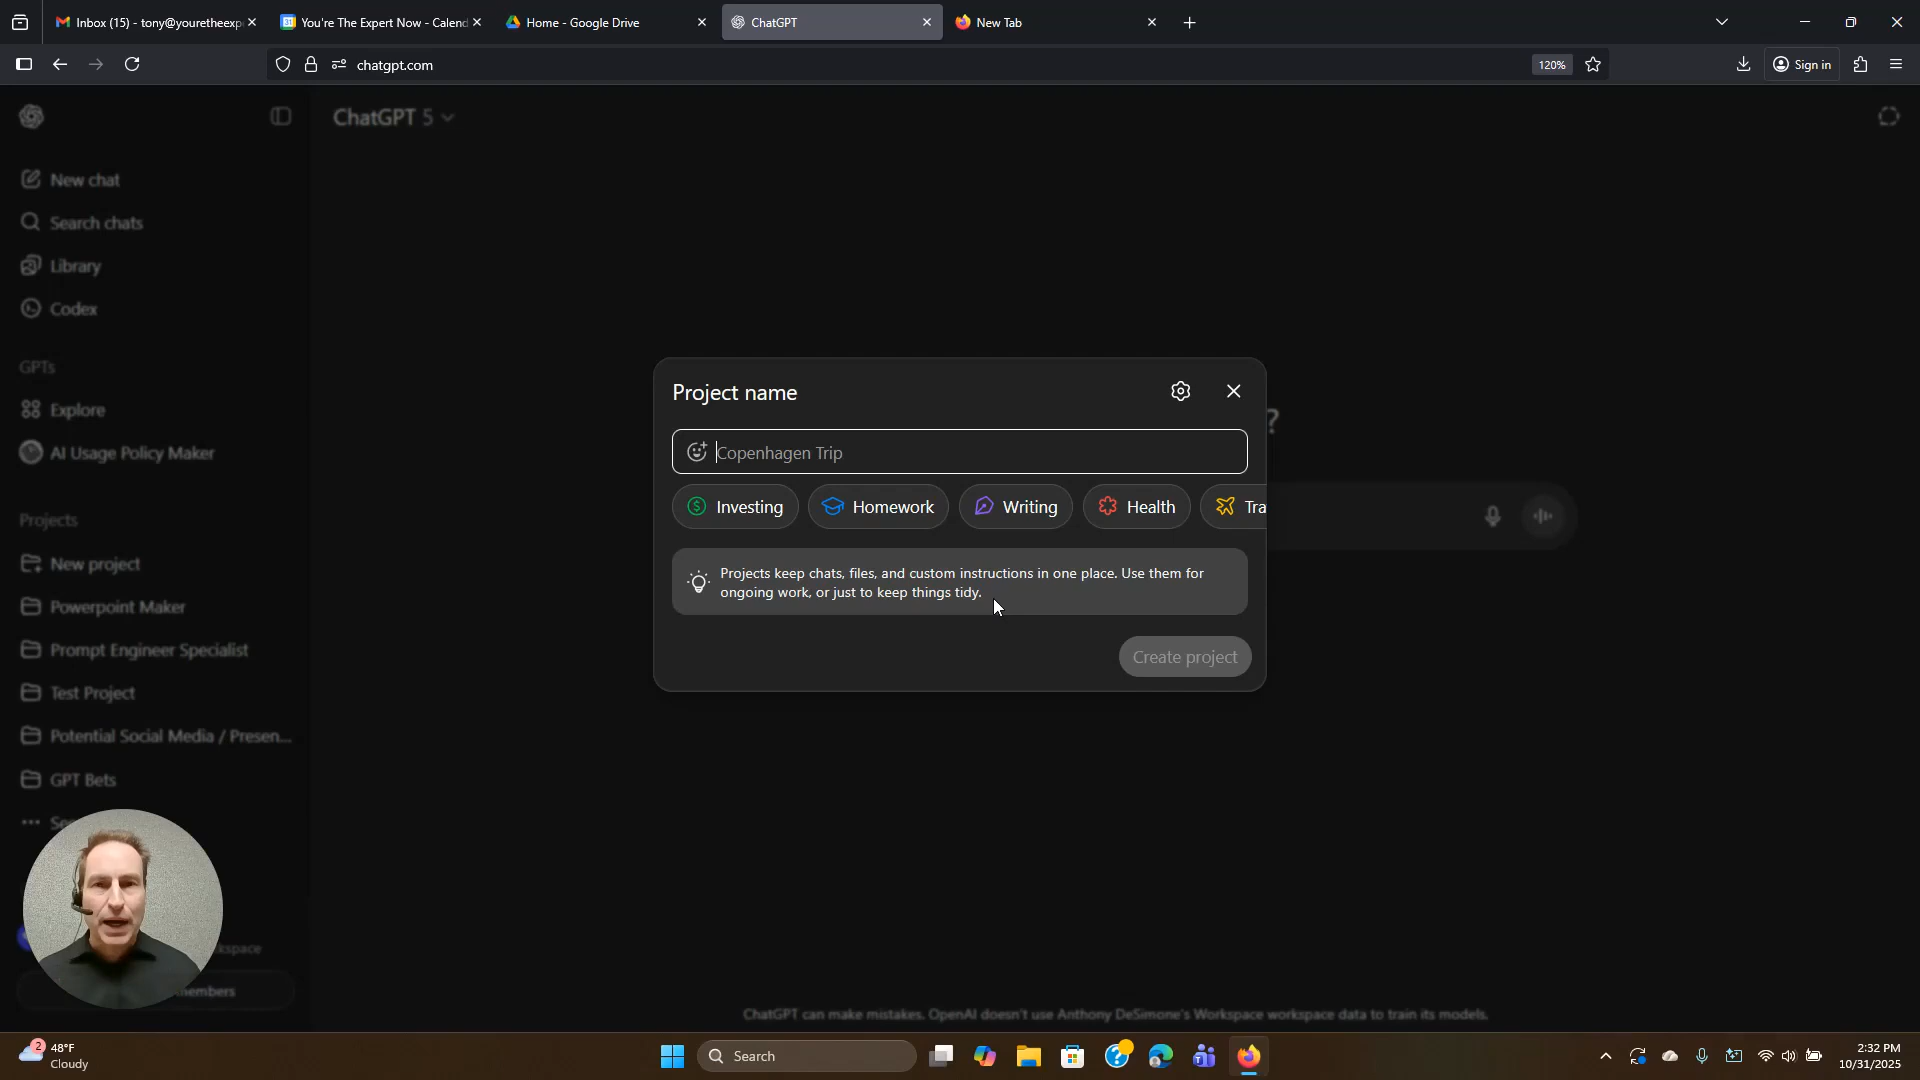 Inbox (15) - tony@youretheexp
You're The Expert Now - Calend
Home - Google Drive
ChatGPT
New Tab
chatgpt.com
120%
Sign in
ChatGPT 5
New chat
Search chats
Library
Codex
GPTs
Explore
AI Usage Policy Maker
Projects
New project
Powerpoint Maker
Prompt Engineer Specialist
Test Project
Potential Social Media / Presen...
GPT Bets
Project name
Copenhagen Trip
Investing
Homework
Writing
Health
Tra
Projects keep chats, files, and custom instructions in one place. Use them for
ongoing work, or just to keep things tidy.
Create project
?
kspace
members
ChatGPT can make mistakes. OpenAI doesn't use Anthony DeSimone's Workspace workspace data to train its models.
2
48°F
Cloudy
Search
2:32 PM
10/31/2025